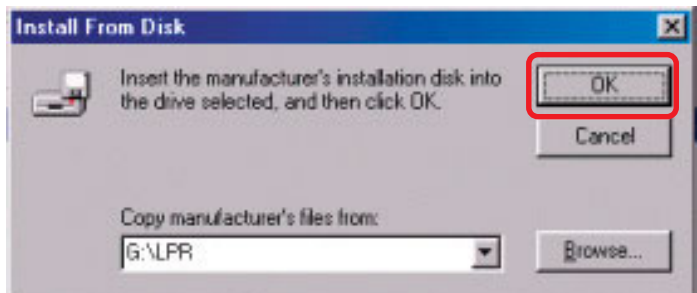 Install From Disk
Insert the manufacturer's installation disk into
the drive selected, and then click OK.
OK
Cancel
Copy manufacturer's files from:
G:\LPR
Browse...